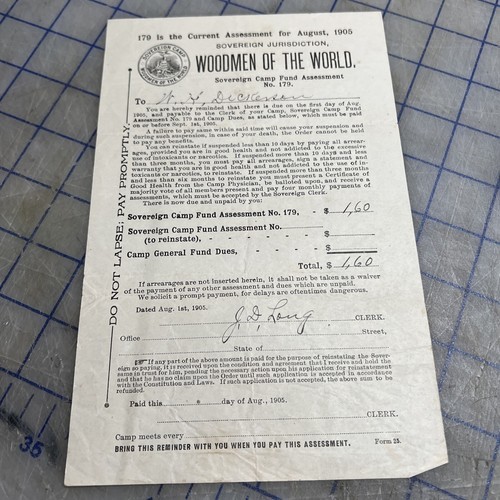 179 Is the Current Assessment for August, 1905
SOVEREIGN JURISDICTION,
WOODMEN OF THE WORLD.
Sovereign Camp Fund Assessment
No. 179.
SOVEREIGN CAMP
WOODMEN OF THE WORLD
DO NOT LAPSE; PAY PROMPTLY.
To Dickerson
You are hereby reminded that there is due on the first day of Aug.
1905, and payable to the Clerk of your Camp, Sovereign Camp Fund
Assessment No. 179 and Camp Dues, as stated below, which must be paid
on or before Sept. 1st, 1905.
A failure to pay same within said time will cause your suspension and
during such suspension, in case of your death, the Order cannot be held
to pay any benefits.
You can reinstate if suspended less than 10 days by paying all arrear-
ages, provided you are in good health and not addicted to the excessive
use of intoxicants or narcotics. If suspended more than 10 days and less
than three months, you must pay all arrearages, sign a statement and
warranty that you are in good health and not addicted to the use of in-
toxicants or narcotics, to reinstate. If suspended more than three months
and less than six months to reinstate you must present a Certificate of
Good Health from the Camp Physician, be balloted upon, and receive a
majority vote of all members present and pay four monthly payments of
assessments, which must be accepted by the Sovereign Clerk.
There is now due and unpaid by you:
Sovereign Camp Fund Assessment No. 179, - $ 1,60
Sovereign Camp Fund Assessment No.
(to reinstate), - - - - - - $
Camp General Fund Dues, - - - - - $
Total, $ 1,60
If arrearages are not inserted herein, it shall not be taken as a waiver
of the payment of any other assessment and dues which are unpaid.
We solicit a prompt payment, for delays are oftentimes dangerous.
Dated Aug. 1st, 1905.
J. D. Long CLERK.
Office Street,
State of
If any part of the above amount is paid for the purpose of reinstating the Sover-
eign so paying, it is received upon the condition and agreement that I receive and hold the
same in trust for him, pending the necessary action upon his application for reinstatement
and that he has no claim upon the Order until such application is accepted in accordance
with the Constitution and Laws. If such application is not accepted, the above sum to be
refunded.
Paid this day of Aug., 1905.
CLERK.
Camp meets every
BRING THIS REMINDER WITH YOU WHEN YOU PAY THIS ASSESSMENT. Form 25.